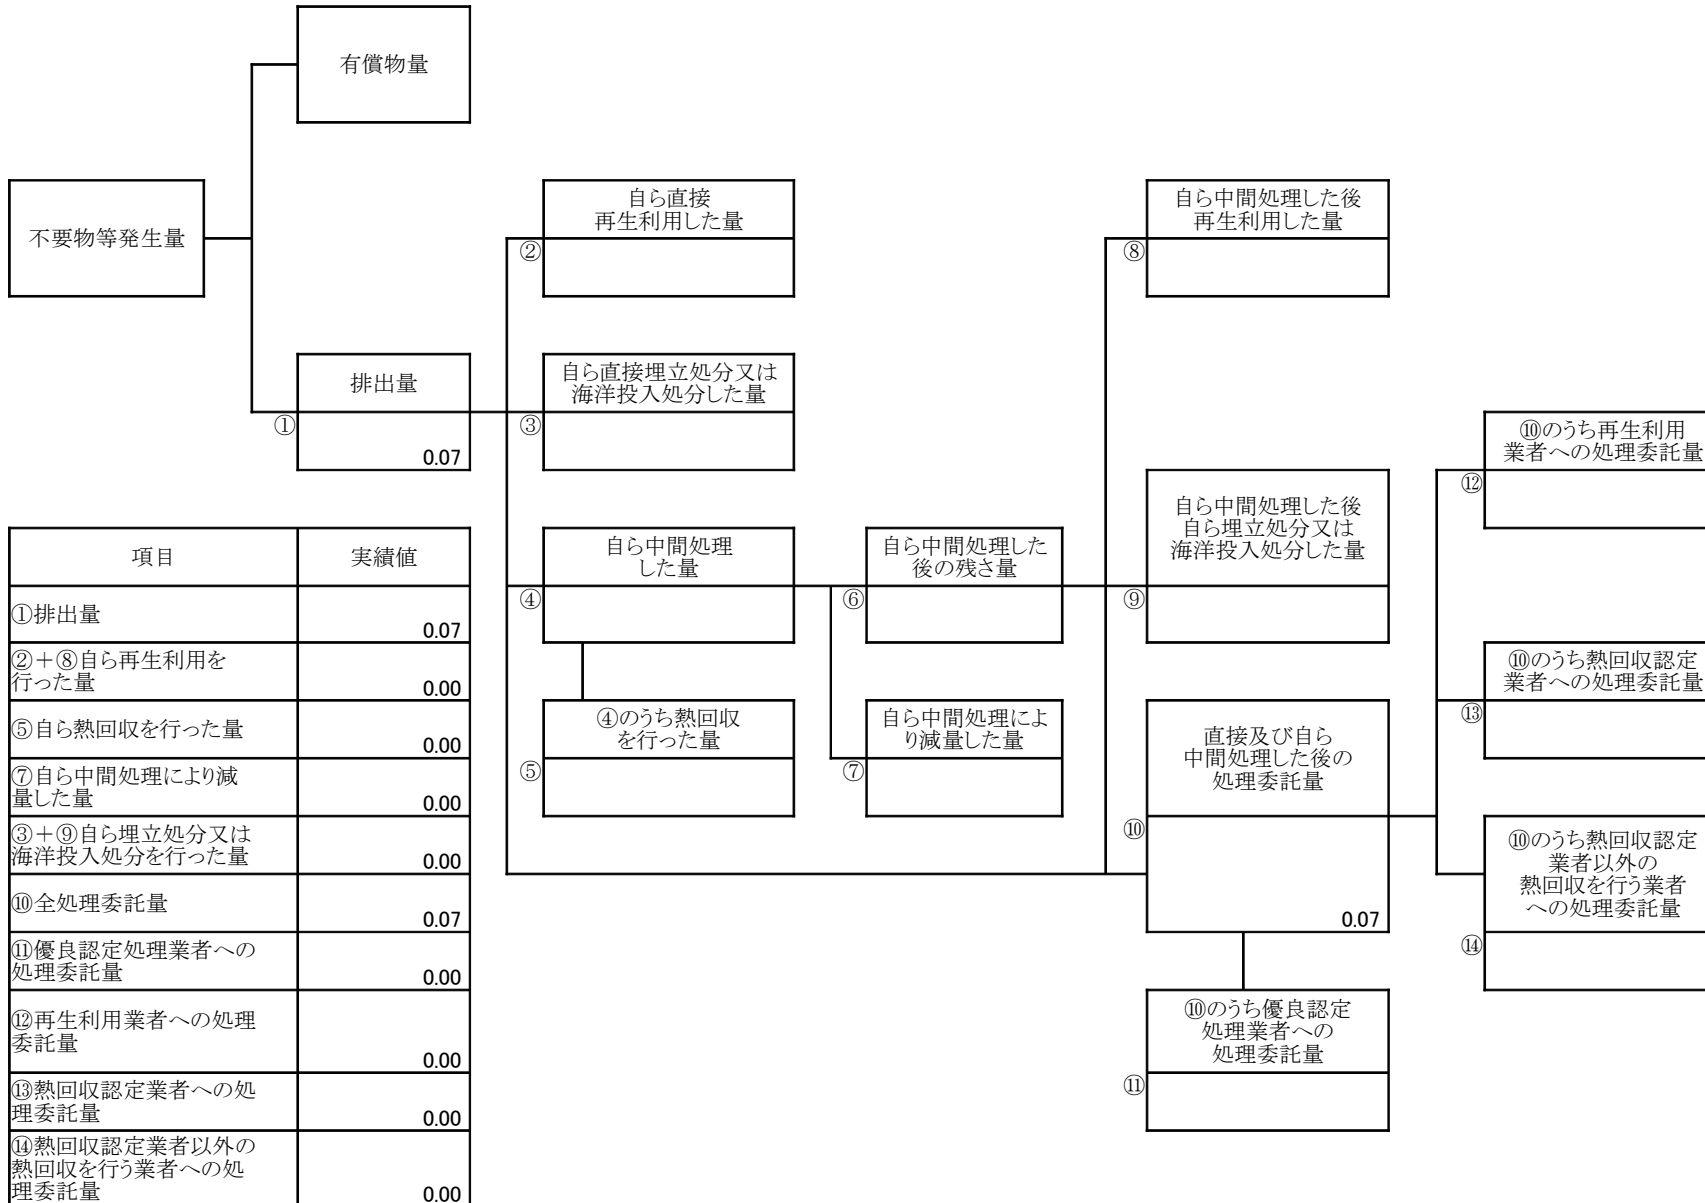 有償物量
不要物等発生量
自ら直接
再生利用した量
②
自ら中間処理した後
再生利用した量
⑧
排出量
①
0.07
自ら直接埋立処分又は
海洋投入処分した量
③
⑩のうち再生利用
業者への処理委託量
⑫
自ら中間処理した後
自ら埋立処分又は
海洋投入処分した量
⑨
自ら中間処理
した量
④
自ら中間処理した
後の残さ量
⑥
⑩のうち熱回収認定
業者への処理委託量
⑬
④のうち熱回収
を行った量
⑤
自ら中間処理によ
り減量した量
⑦
直接及び自ら
中間処理した後の
処理委託量
⑩
0.07
⑩のうち熱回収認定
業者以外の
熱回収を行う業者
への処理委託量
⑭
⑩のうち優良認定
処理業者への
処理委託量
⑪
項目 実績値
①排出量
0.07
②＋⑧自ら再生利用を
行った量
0.00
⑤自ら熱回収を行った量
0.00
⑦自ら中間処理により減
量した量
0.00
③＋⑨自ら埋立処分又は
海洋投入処分を行った量
0.00
⑩全処理委託量
0.07
⑪優良認定処理業者への
処理委託量
0.00
⑫再生利用業者への処理
委託量
0.00
⑬熱回収認定業者への処
理委託量
0.00
⑭熱回収認定業者以外の
熱回収を行う業者への処
理委託量
0.00